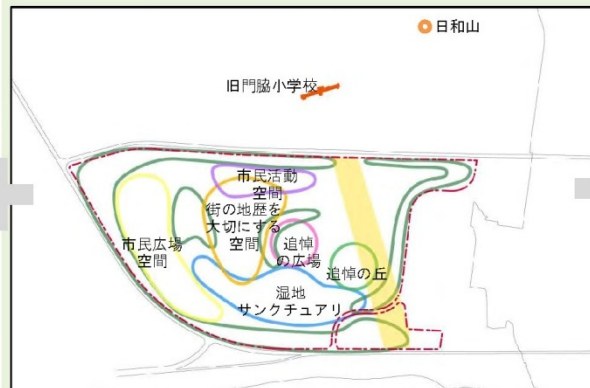 日和山
旧門脇小学校
市民活動
空間
街の地歴を
大切にする
空間
市民広場
空間
追悼
の広場
追悼の丘
湿地
サンクチュアリ